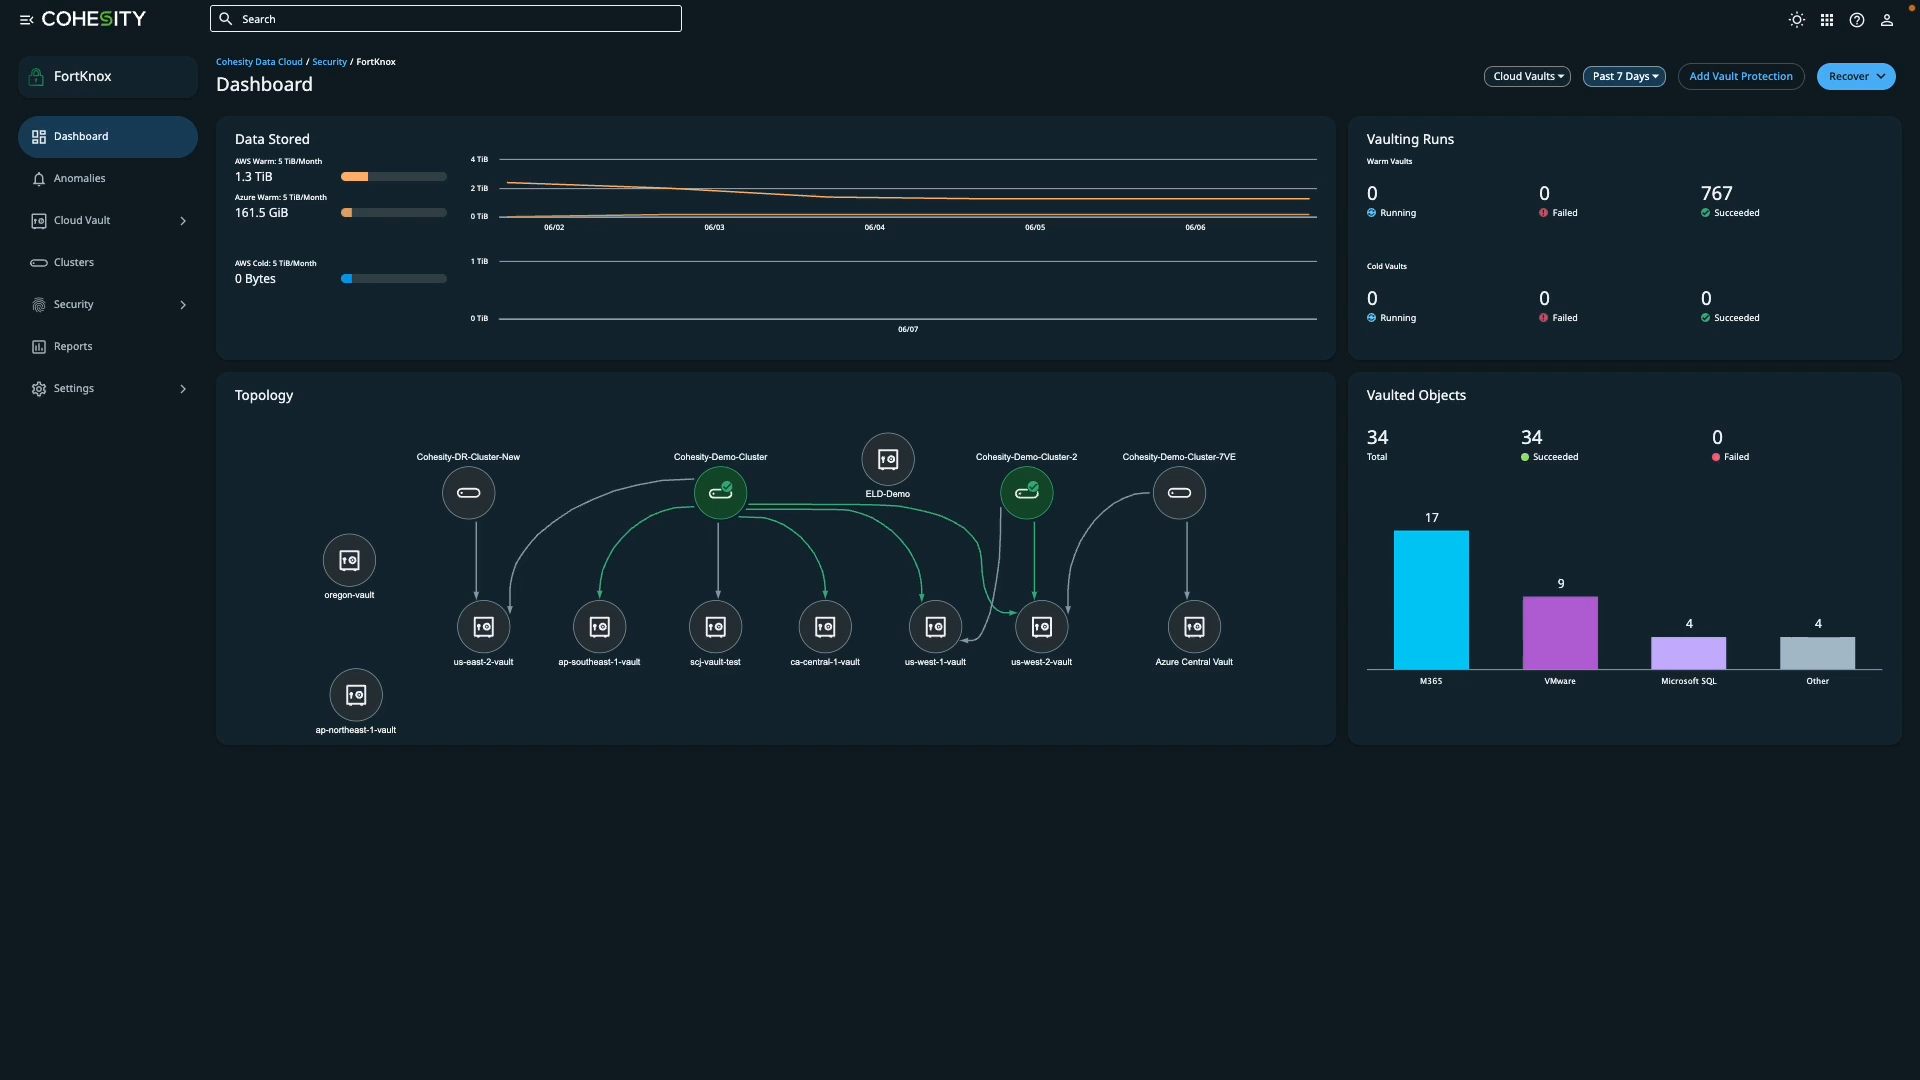 COHESITY
Search
FortKnox
Cohesity Data Cloud / Security / FortKnox
Dashboard
Cloud Vaults
Past 7 Days
Add Vault Protection
Recover
Dashboard
Anomalies
Cloud Vault
Clusters
Security
Reports
Settings
Data Stored
AWS Warm: 5 TiB/Month
1.3 TiB
Azure Warm: 5 TiB/Month
161.5 GiB
4 TiB
2 TiB
0 TiB
06/02 06/03 06/04 06/05 06/06
AWS Cold: 5 TiB/Month
0 Bytes
1 TiB
0 TiB
06/07
Vaulting Runs
Warm Vaults
0 0 767
Running Failed Succeeded
Cold Vaults
0 0 0
Running Failed Succeeded
Topology
Cohesity-DR-Cluster-New Cohesity-Demo-Cluster Cohesity-Demo-Cluster-2 Cohesity-Demo-Cluster-7VE
ELD-Demo
oregon-vault
us-east-2-vault ap-southeast-1-vault scj-vault-test ca-central-1-vault us-west-1-vault us-west-2-vault Azure Central Vault
ap-northeast-1-vault
Vaulted Objects
34 34 0
Total Succeeded Failed
17
9
4
4
M365 VMware Microsoft SQL Other